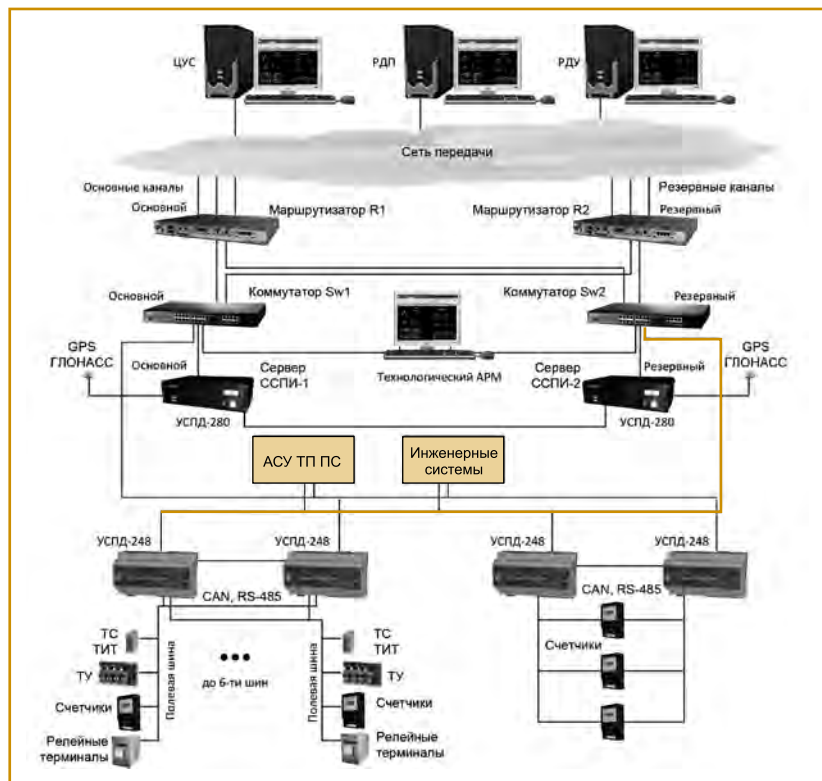 ЦУС
РДП
РДУ
Сеть передачи
Основные каналы
Резервные каналы
Основной
Маршрутизатор R1
Маршрутизатор R2
Резервный
Основной
Коммутатор Sw1
Коммутатор Sw2
Резервный
GPS
ГЛОНАСС
Основной
Сервер
ССПИ-1
Технологический АРМ
Сервер
ССПИ-2
Резервный
GPS
ГЛОНАСС
УСПД-280
УСПД-280
АСУ ТП ПС
Инженерные
системы
УСПД-248
УСПД-248
УСПД-248
УСПД-248
CAN, RS-485
CAN, RS-485
ТС
ТИТ
ТУ
Счетчики
Релейные
терминалы
Полевая шина
до 6-ти шин
Полевая шина
ТС
ТИТ
ТУ
Счетчики
Релейные
терминалы
Счетчики